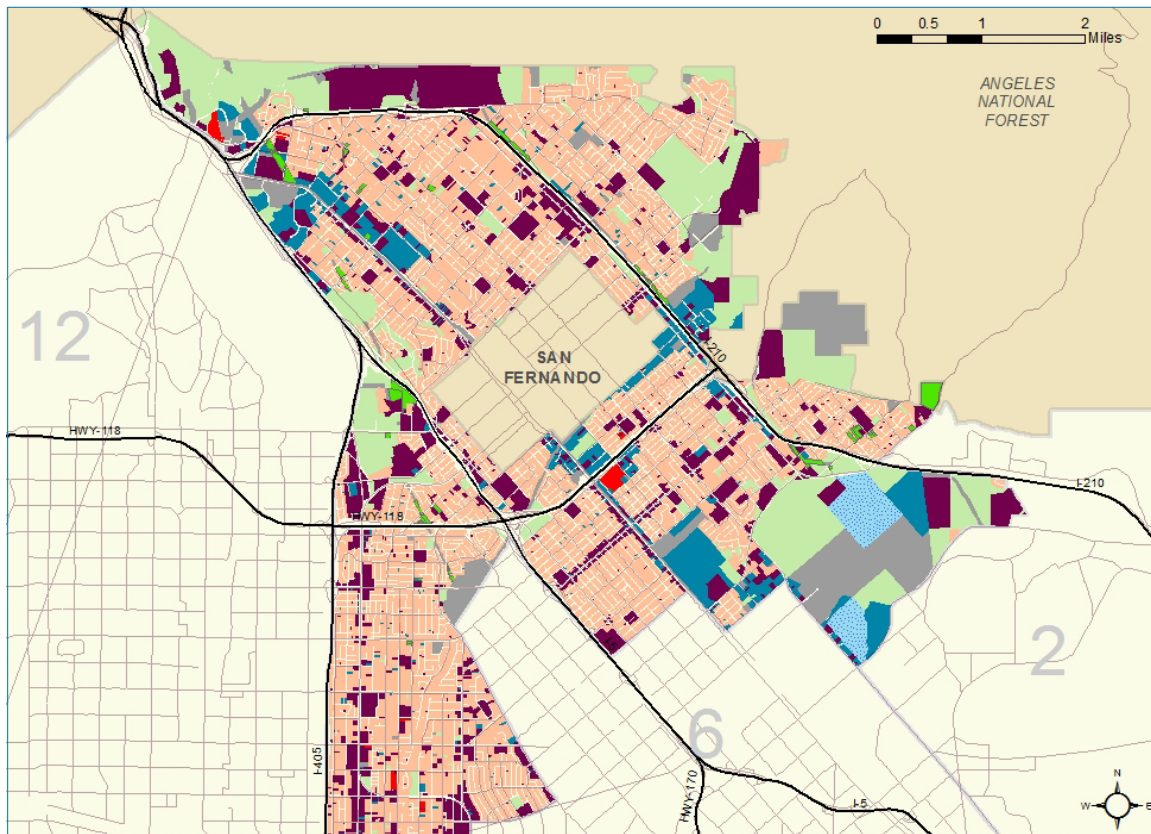 0 0.5 1 2
Miles
ANGELES
NATIONAL
FOREST
12
SAN
FERNANDO
I-210
HWY-118
I-210
HWY-118
2
6
I-405
HWY-170
I-5
N
W E
S